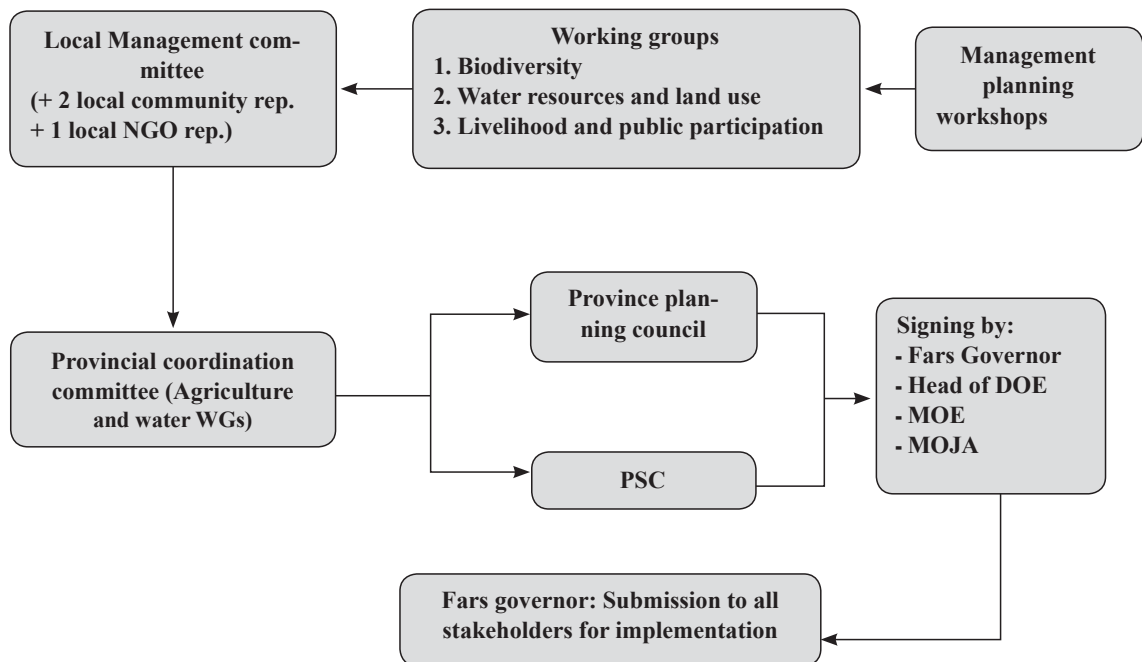 Local Management com-
mittee
(+ 2 local community rep.
+ 1 local NGO rep.)
Working groups
1. Biodiversity
2. Water resources and land use
3. Livelihood and public participation
Management
planning
workshops
Provincial coordination
committee (Agriculture
and water WGs)
Province plan-
ning council
PSC
Signing by:
- Fars Governor
- Head of DOE
- MOE
- MOJA
Fars governor: Submission to all
stakeholders for implementation